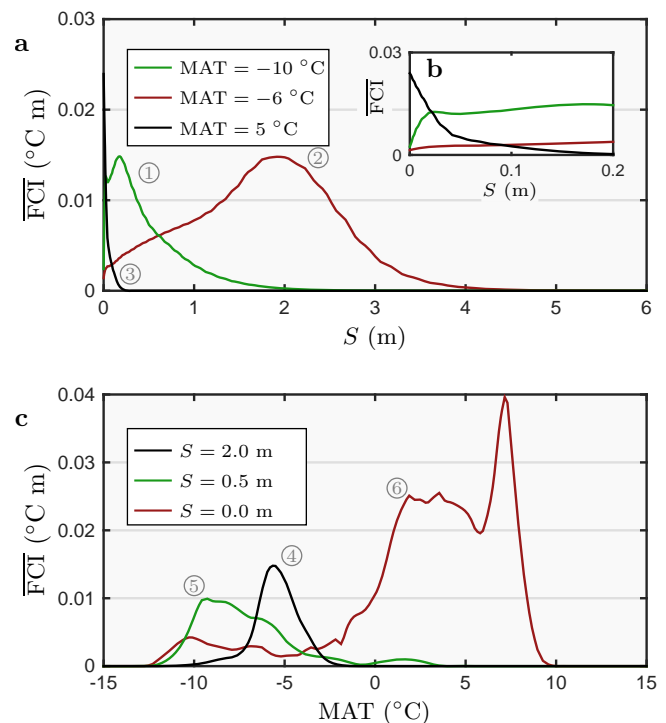 a
0.03
0.02
0.01
0
FCI (°C m)
MAT = −10 °C
MAT = −6 °C
MAT = 5 °C
1
2
3
0 1 2 3 4 5 6
S (m)
b
0.03
0
FCI
0 0.1 0.2
S (m)
c
0.04
0.03
0.02
0.01
0
FCI (°C m)
S = 2.0 m
S = 0.5 m
S = 0.0 m
4
5
6
-15 -10 -5 0 5 10 15
MAT (°C)